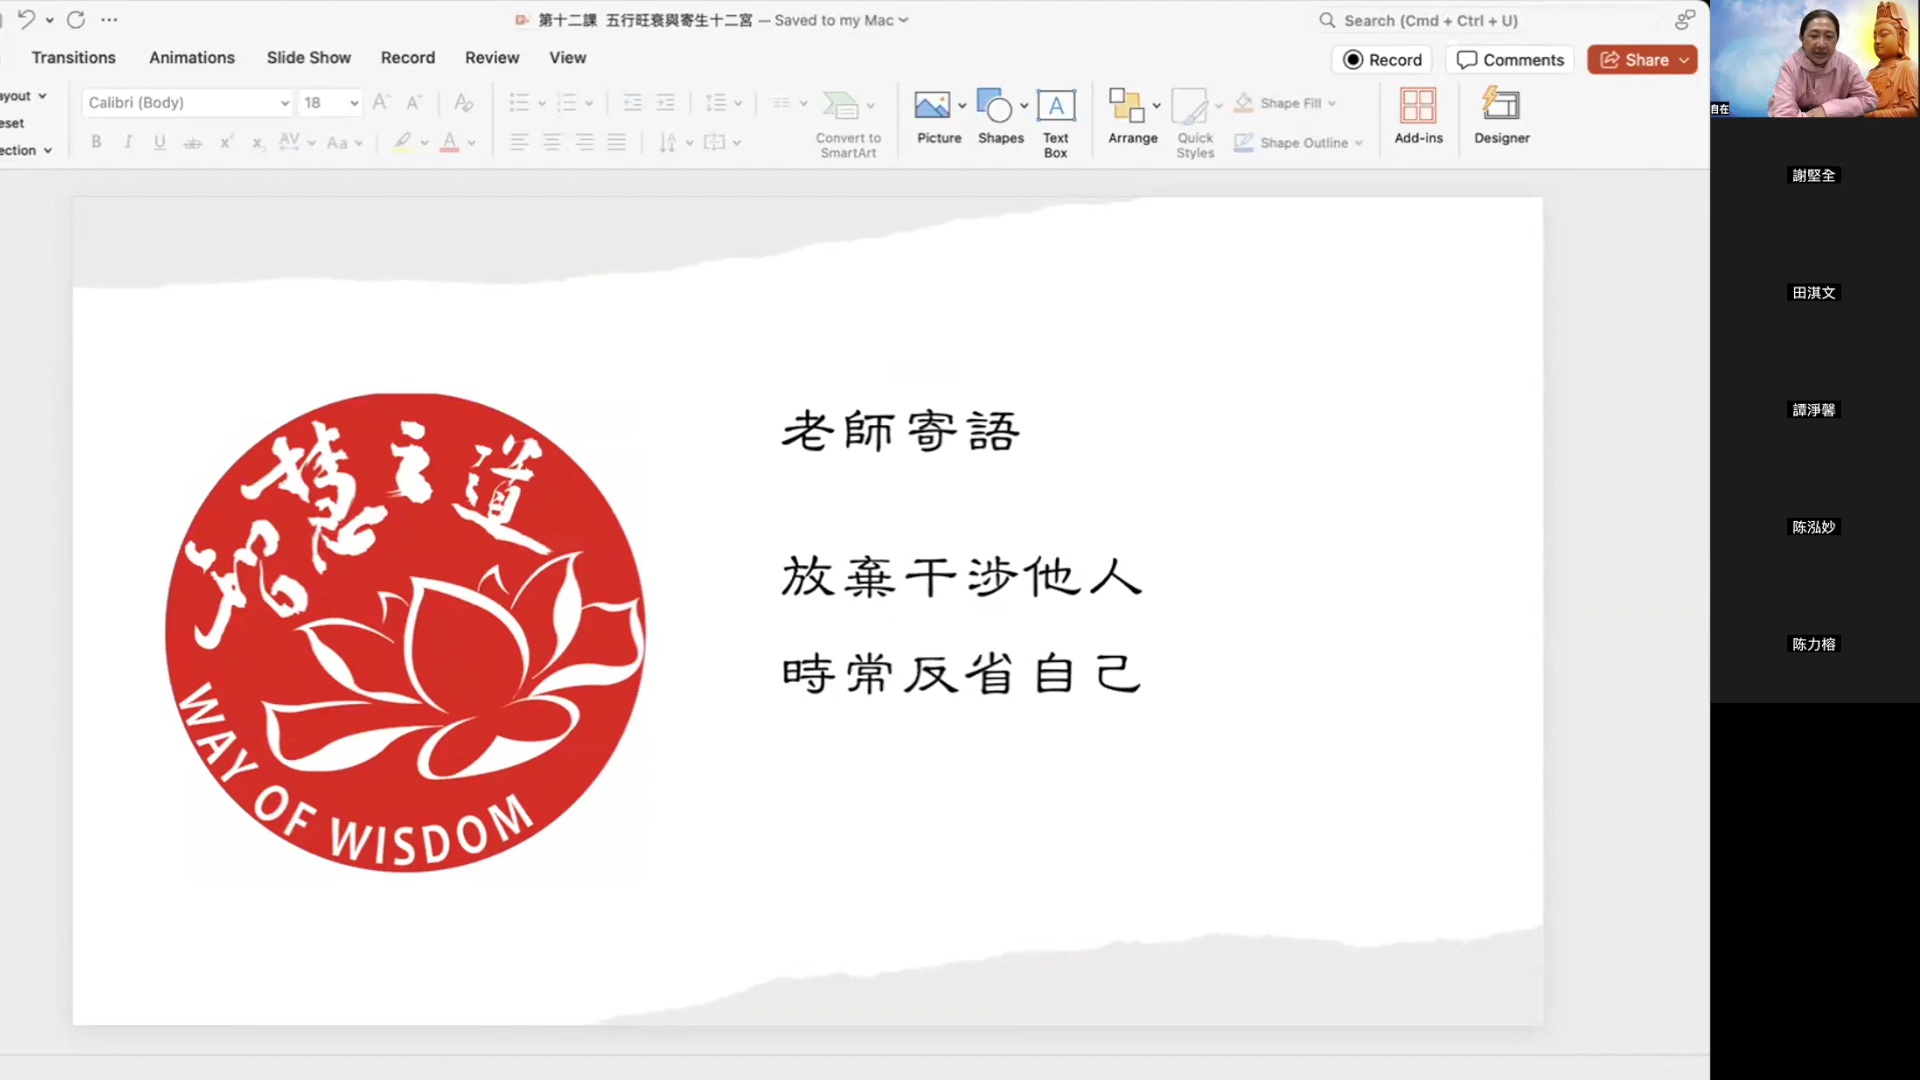 第十二課 五行旺衰與寄生十二宮 — Saved to my Mac
Search (Cmd + Ctrl + U)
Transitions Animations Slide Show Record Review View
Record Comments Share
ayout
eset
ection
Calibri (Body) 18
Convert to
SmartArt
Picture Shapes Text
Box
Arrange Quick
Styles
Shape Fill
Shape Outline
Add-ins Designer
自在
謝堅全
田淇文
譚淨馨
陈泓妙
陈力榕
智慧之道
WAY OF WISDOM
老師寄語
放棄干涉他人
時常反省自己